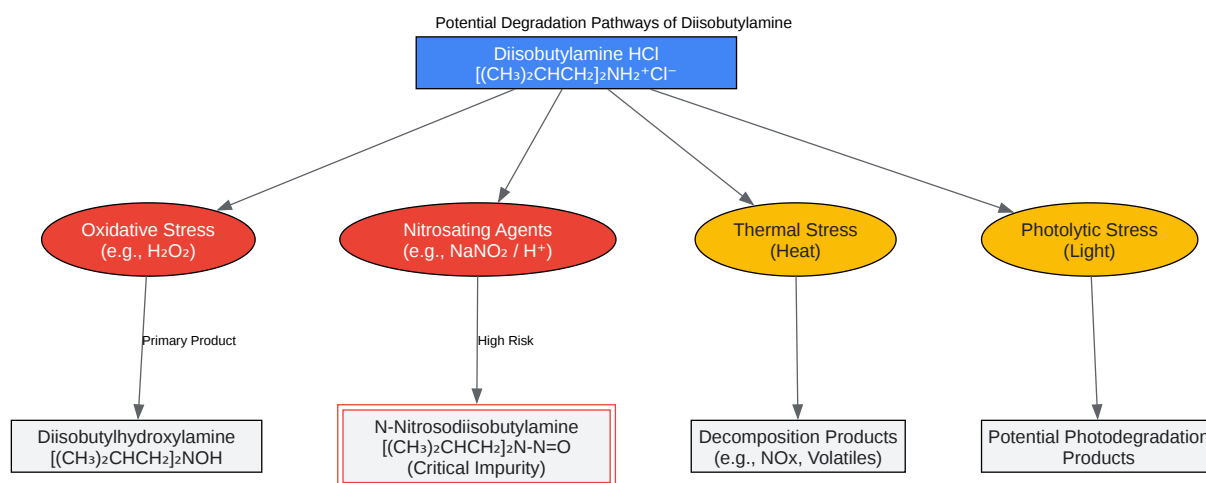 Potential Degradation Pathways of Diisobutylamine
Diisobutylamine HCl
[(CH₃)₂CHCH₂]₂NH₂⁺Cl⁻
Oxidative Stress
(e.g., H₂O₂)
Nitrosating Agents
(e.g., NaNO₂ / H⁺)
Thermal Stress
(Heat)
Photolytic Stress
(Light)
Primary Product
High Risk
Diisobutylhydroxylamine
[(CH₃)₂CHCH₂]₂NOH
N-Nitrosodiisobutylamine
[(CH₃)₂CHCH₂]₂N-N=O
(Critical Impurity)
Decomposition Products
(e.g., NOx, Volatiles)
Potential Photodegradation
Products